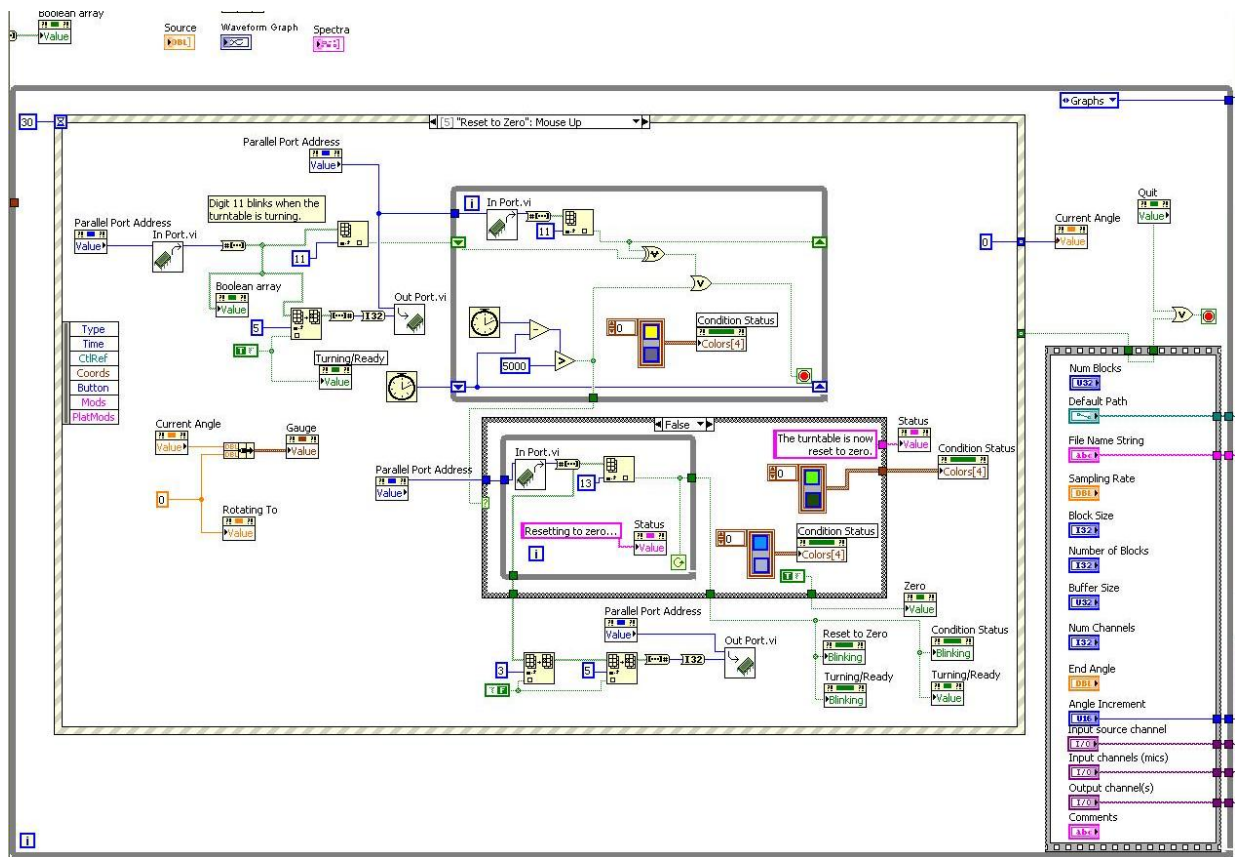 Boolean array
Value
Source
DBL
Waveform Graph
Spectra
Graphs
30
[5] "Reset to Zero": Mouse Up
Parallel Port Address
Value
Digit 11 blinks when the
turntable is turning.
Parallel Port Address
Value
In Port.vi
11
Boolean array
Value
Out Port.vi
5
I32
T F
Turning/Ready
Value
Type
Time
CtlRef
Coords
Button
Mods
PlatMods
i
In Port.vi
11
V
V
0
Condition Status
Colors[4]
-
5000
>
Current Angle
Value
DBL
DBL
Gauge
Value
0
Rotating To
Value
Parallel Port Address
Value
False
?
In Port.vi
13
Resetting to zero...
Status
Value
i
The turntable is now
reset to zero.
Status
Value
0
Condition Status
Colors[4]
0
Condition Status
Colors[4]
T F
Zero
Value
Parallel Port Address
Value
Out Port.vi
3
5
I32
Reset to Zero
Blinking
Condition Status
Blinking
Turning/Ready
Blinking
Turning/Ready
Value
0
Current Angle
Value
Quit
Value
V
Num Blocks
U32
Default Path
File Name String
abc
Sampling Rate
DBL
Block Size
I32
Number of Blocks
I32
Buffer Size
U32
Num Channels
I32
End Angle
DBL
Angle Increment
U16
Input source channel
I/O
Input channels (mics)
I/O
Output channel(s)
I/O
Comments
abc
i